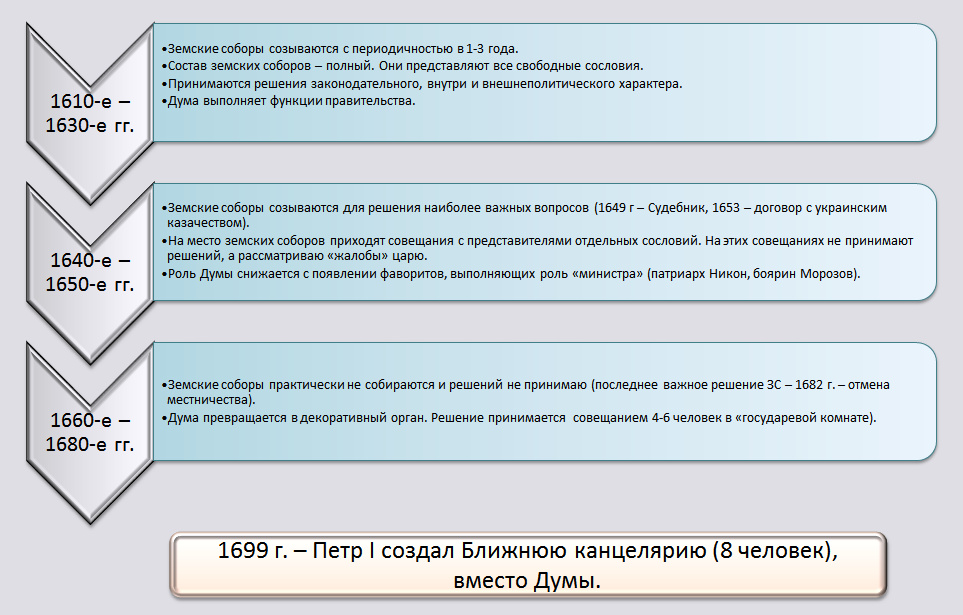 1610-е –
1630-е гг.
•Земские соборы созываются с периодичностью в 1-3 года.
•Состав земских соборов – полный. Они представляют все свободные сословия.
•Принимаются решения законодательного, внутри и внешнеполитического характера.
•Дума выполняет функции правительства.
1640-е –
1650-е гг.
•Земские соборы созываются для решения наиболее важных вопросов (1649 г – Судебник, 1653 – договор с украинским
казачеством).
•На место земских соборов приходят совещания с представителями отдельных сословий. На этих совещаниях не принимают
решений, а рассматриваю «жалобы» царю.
•Роль Думы снижается с появлении фаворитов, выполняющих роль «министра» (патриарх Никон, боярин Морозов).
1660-е –
1680-е гг.
•Земские соборы практически не собираются и решений не принимаю (последнее важное решение ЗС – 1682 г. – отмена
местничества).
•Дума превращается в декоративный орган. Решение принимается совещанием 4-6 человек в «государевой комнате).
1699 г. – Петр I создал Ближнюю канцелярию (8 человек),
вместо Думы.